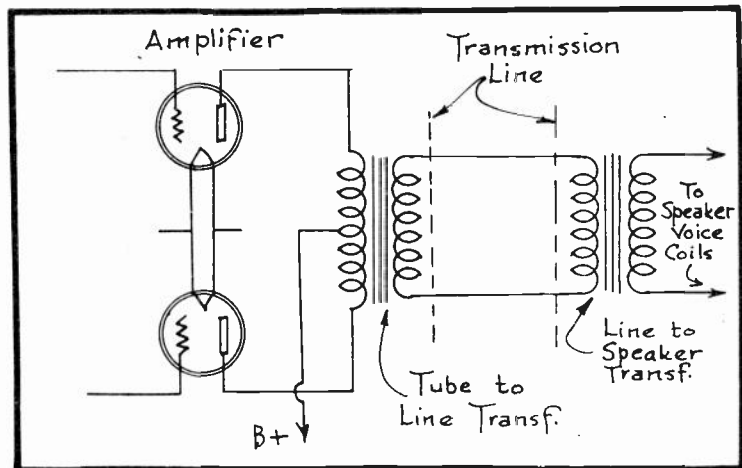 Amplifier
Transmission
Line
To
Speaker
Voice
Coils
Line to
Speaker
Transf.
Tube to
Line Transf.
B+